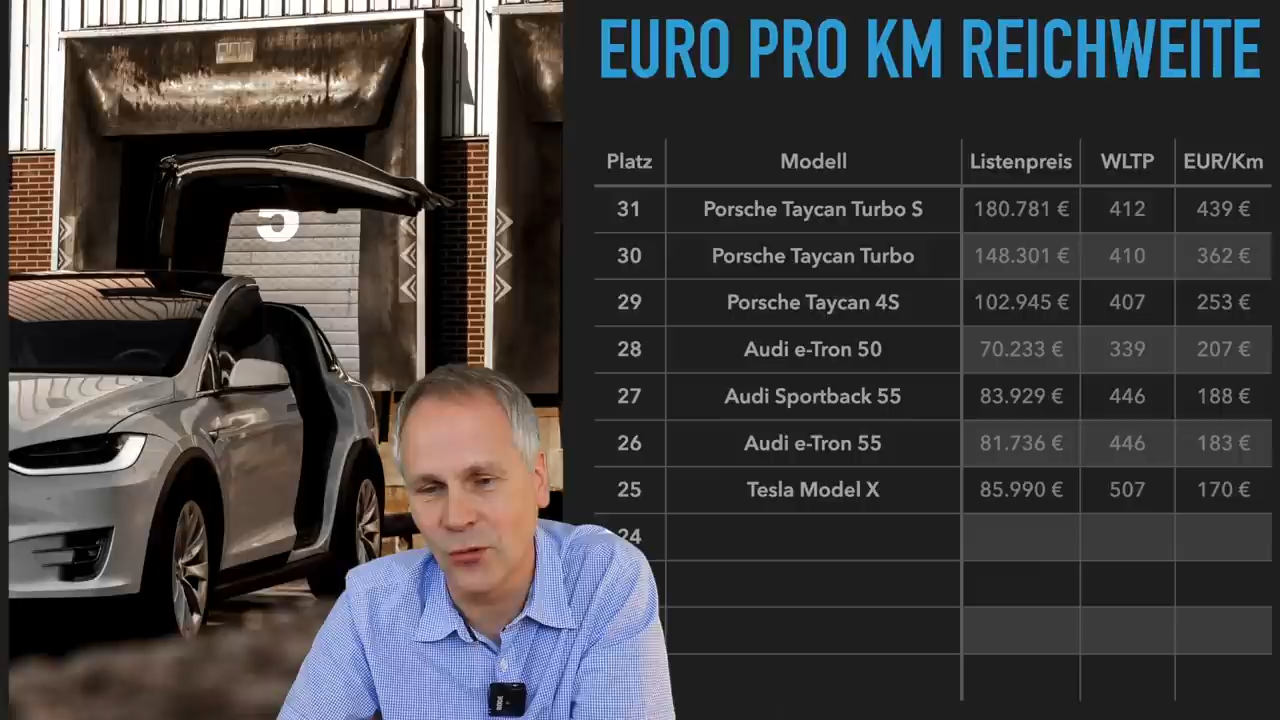 EURO PRO KM REICHWEITE
Platz Modell Listenpreis WLTP EUR/Km
31 Porsche Taycan Turbo S 180.781 € 412 439 €
30 Porsche Taycan Turbo 148.301 € 410 362 €
29 Porsche Taycan 4S 102.945 € 407 253 €
28 Audi e-Tron 50 70.233 € 339 207 €
27 Audi Sportback 55 83.929 € 446 188 €
26 Audi e-Tron 55 81.736 € 446 183 €
25 Tesla Model X 85.990 € 507 170 €
24
5
RODE